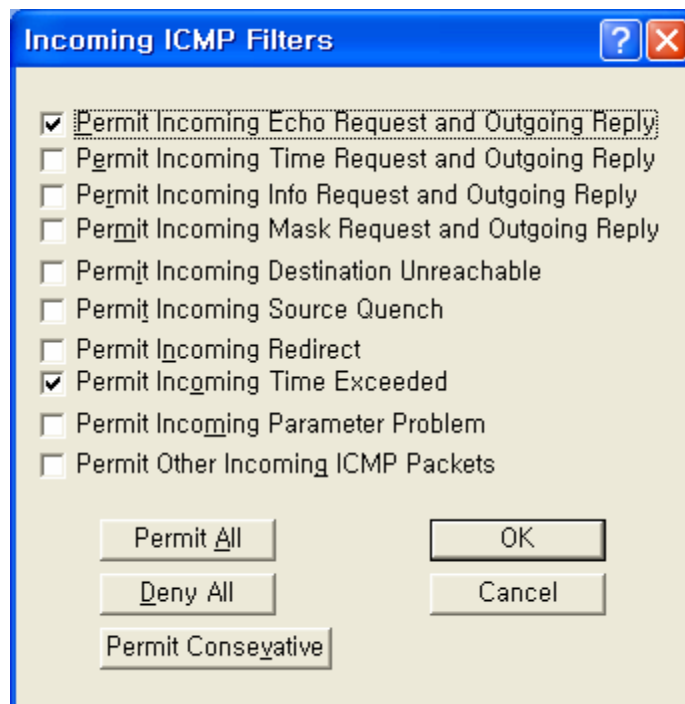 Incoming ICMP Filters
Permit Incoming Echo Request and Outgoing Reply
Permit Incoming Time Request and Outgoing Reply
Permit Incoming Info Request and Outgoing Reply
Permit Incoming Mask Request and Outgoing Reply
Permit Incoming Destination Unreachable
Permit Incoming Source Quench
Permit Incoming Redirect
Permit Incoming Time Exceeded
Permit Incoming Parameter Problem
Permit Other Incoming ICMP Packets
Permit All
OK
Deny All
Cancel
Permit Consevative